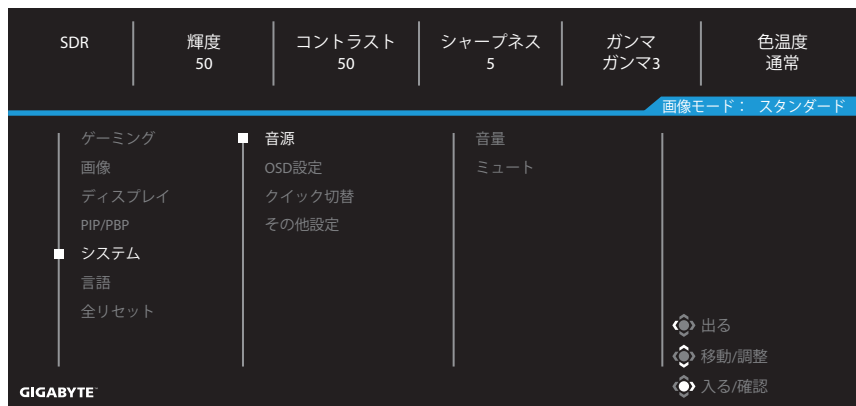 SDR
輝度
50
コントラスト
50
シャープネス
5
ガンマ
ガンマ3
色温度
通常
画像モード： スタンダード
ゲーミング
画像
ディスプレイ
PIP/PBP
システム
言語
全リセット
音源
OSD設定
クイック切替
その他設定
音量
ミュート
出る
移動/調整
入る/確認
GIGABYTE™